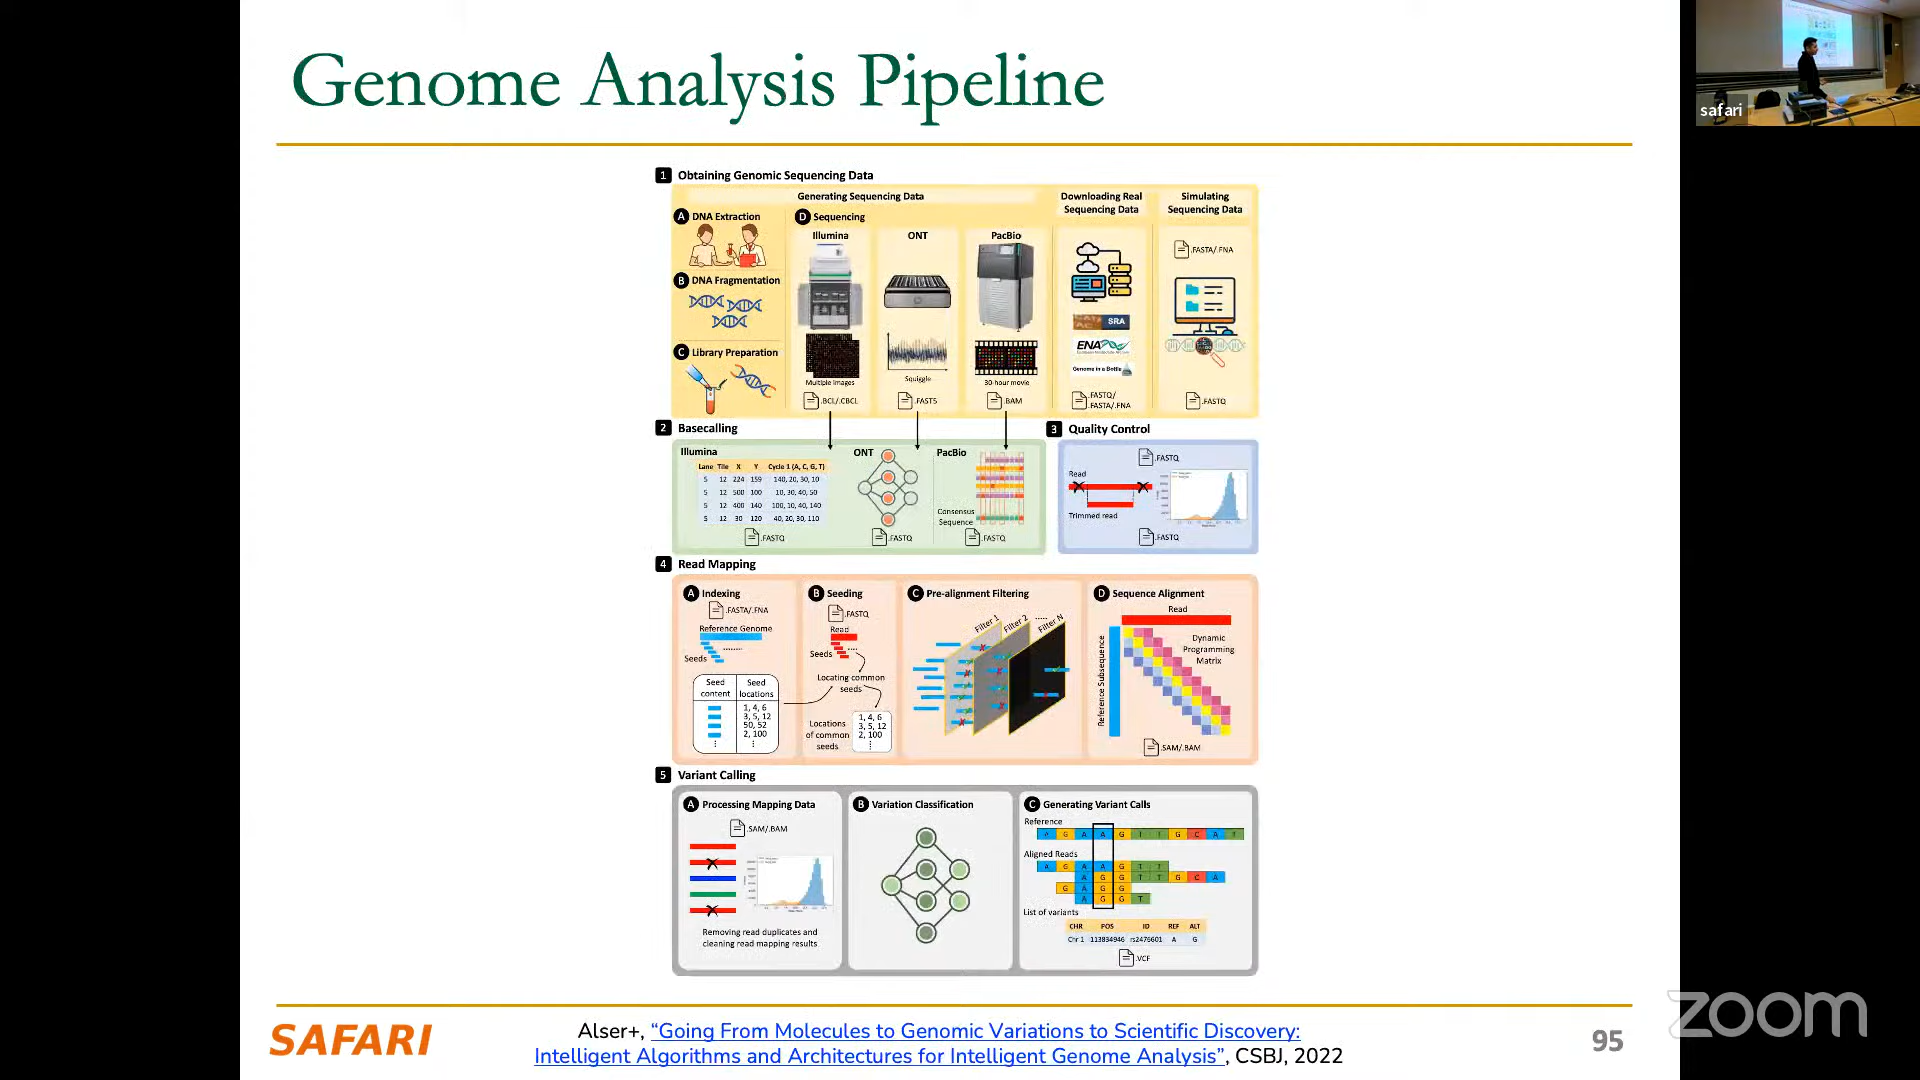 Genome Analysis Pipeline
safari
1 Obtaining Genomic Sequencing Data
Generating Sequencing Data
Downloading Real
Sequencing Data
Simulating
Sequencing Data
A DNA Extraction
B DNA Fragmentation
C Library Preparation
D Sequencing
Illumina
ONT
PacBio
Multiple Images
Squiggle
30-hour movie
.BCL/.CBCL
.FAST5
.BAM
SRA
ENA
Genome in a Bottle
.FASTQ/
.FASTA/.FNA
.FASTA/.FNA
.FASTQ
2 Basecalling
Illumina
Lane Tile X Y Cycle 1 (A, C, G, T)
5 12 224 159 140, 20, 30, 10
5 12 500 100 10, 30, 40, 50
5 12 400 140 100, 10, 40, 140
5 12 30 120 40, 20, 30, 110
.FASTQ
ONT
.FASTQ
PacBio
Consensus
Sequence
.FASTQ
3 Quality Control
.FASTQ
Read
Trimmed read
.FASTQ
4 Read Mapping
A Indexing
.FASTA/.FNA
Reference Genome
Seeds
Seed
content
Seed
locations
1, 4, 6
3, 5, 12
50, 52
2, 100
B Seeding
.FASTQ
Read
Seeds
Locating common
seeds
Locations
of common
seeds
1, 4, 6
3, 5, 12
2, 100
C Pre-alignment Filtering
Filter 1
Filter 2
.....
Filter N
D Sequence Alignment
Read
Reference Subsequence
Dynamic
Programming
Matrix
.SAM/.BAM
5 Variant Calling
A Processing Mapping Data
.SAM/.BAM
Removing read duplicates and
cleaning read mapping results
B Variation Classification
C Generating Variant Calls
Reference
A G A A G T T G C A T
Aligned Reads
A G A A G T T
A G G T T G C A
G A G G
A G G T
List of variants
CHR POS ID REF ALT
Chr 1 113834946 rs2476601 A G
.VCF
SAFARI
Alser+, “Going From Molecules to Genomic Variations to Scientific Discovery:
Intelligent Algorithms and Architectures for Intelligent Genome Analysis”, CSBJ, 2022
95
zoom